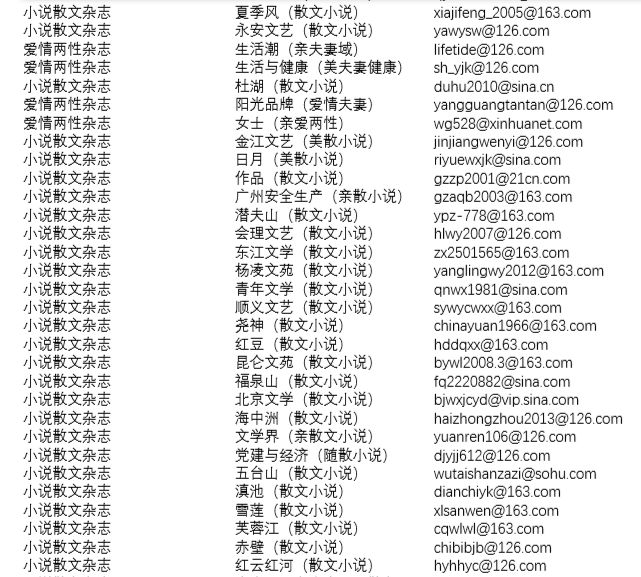 小说散文杂志 夏季风（散文小说） xiajifeng_2005@163.com
小说散文杂志 永安文艺（散文小说） yawysw@126.com
爱情两性杂志 生活潮（亲夫妻域） lifetide@126.com
爱情两性杂志 生活与健康（美夫妻健康） sh_yjk@126.com
小说散文杂志 杜湖（散文小说） duhu2010@sina.cn
爱情两性杂志 阳光品牌（爱情夫妻） yangguangtantan@126.com
爱情两性杂志 女士（亲爱两性） wg528@xinhuanet.com
小说散文杂志 金江文艺（美散小说） jinjiangwenyi@126.com
小说散文杂志 日月（美散小说） riyuewxjk@sina.com
小说散文杂志 作品（散文小说） gzzp2001@21cn.com
小说散文杂志 广州安全生产（亲散小说） gzaqb2003@163.com
小说散文杂志 潜夫山（散文小说） ypz-778@163.com
小说散文杂志 会理文艺（散文小说） hlwy2007@126.com
小说散文杂志 东江文学（散文小说） zx2501565@163.com
小说散文杂志 杨凌文苑（散文小说） yanglingwy2012@163.com
小说散文杂志 青年文学（散文小说） qnwx1981@sina.com
小说散文杂志 顺义文艺（散文小说） sywycwxx@163.com
小说散文杂志 尧神（散文小说） chinayuan1966@163.com
小说散文杂志 红豆（散文小说） hddqxx@163.com
小说散文杂志 昆仑文苑（散文小说） bywl2008.3@163.com
小说散文杂志 福泉山（散文小说） fq2220882@sina.com
小说散文杂志 北京文学（散文小说） bjwxjcyd@vip.sina.com
小说散文杂志 海中洲（散文小说） haizhongzhou2013@126.com
小说散文杂志 文学界（亲散文小说） yuanren106@126.com
小说散文杂志 党建与经济（随散小说） djyjj612@126.com
小说散文杂志 五台山（散文小说） wutaishanzazi@sohu.com
小说散文杂志 滇池（散文小说） dianchiyk@163.com
小说散文杂志 雪莲（散文小说） xlsanwen@163.com
小说散文杂志 芙蓉江（散文小说） cqwlwl@163.com
小说散文杂志 赤壁（散文小说） chibibjb@126.com
小说散文杂志 红云红河（散文小说） hyhhyc@126.com